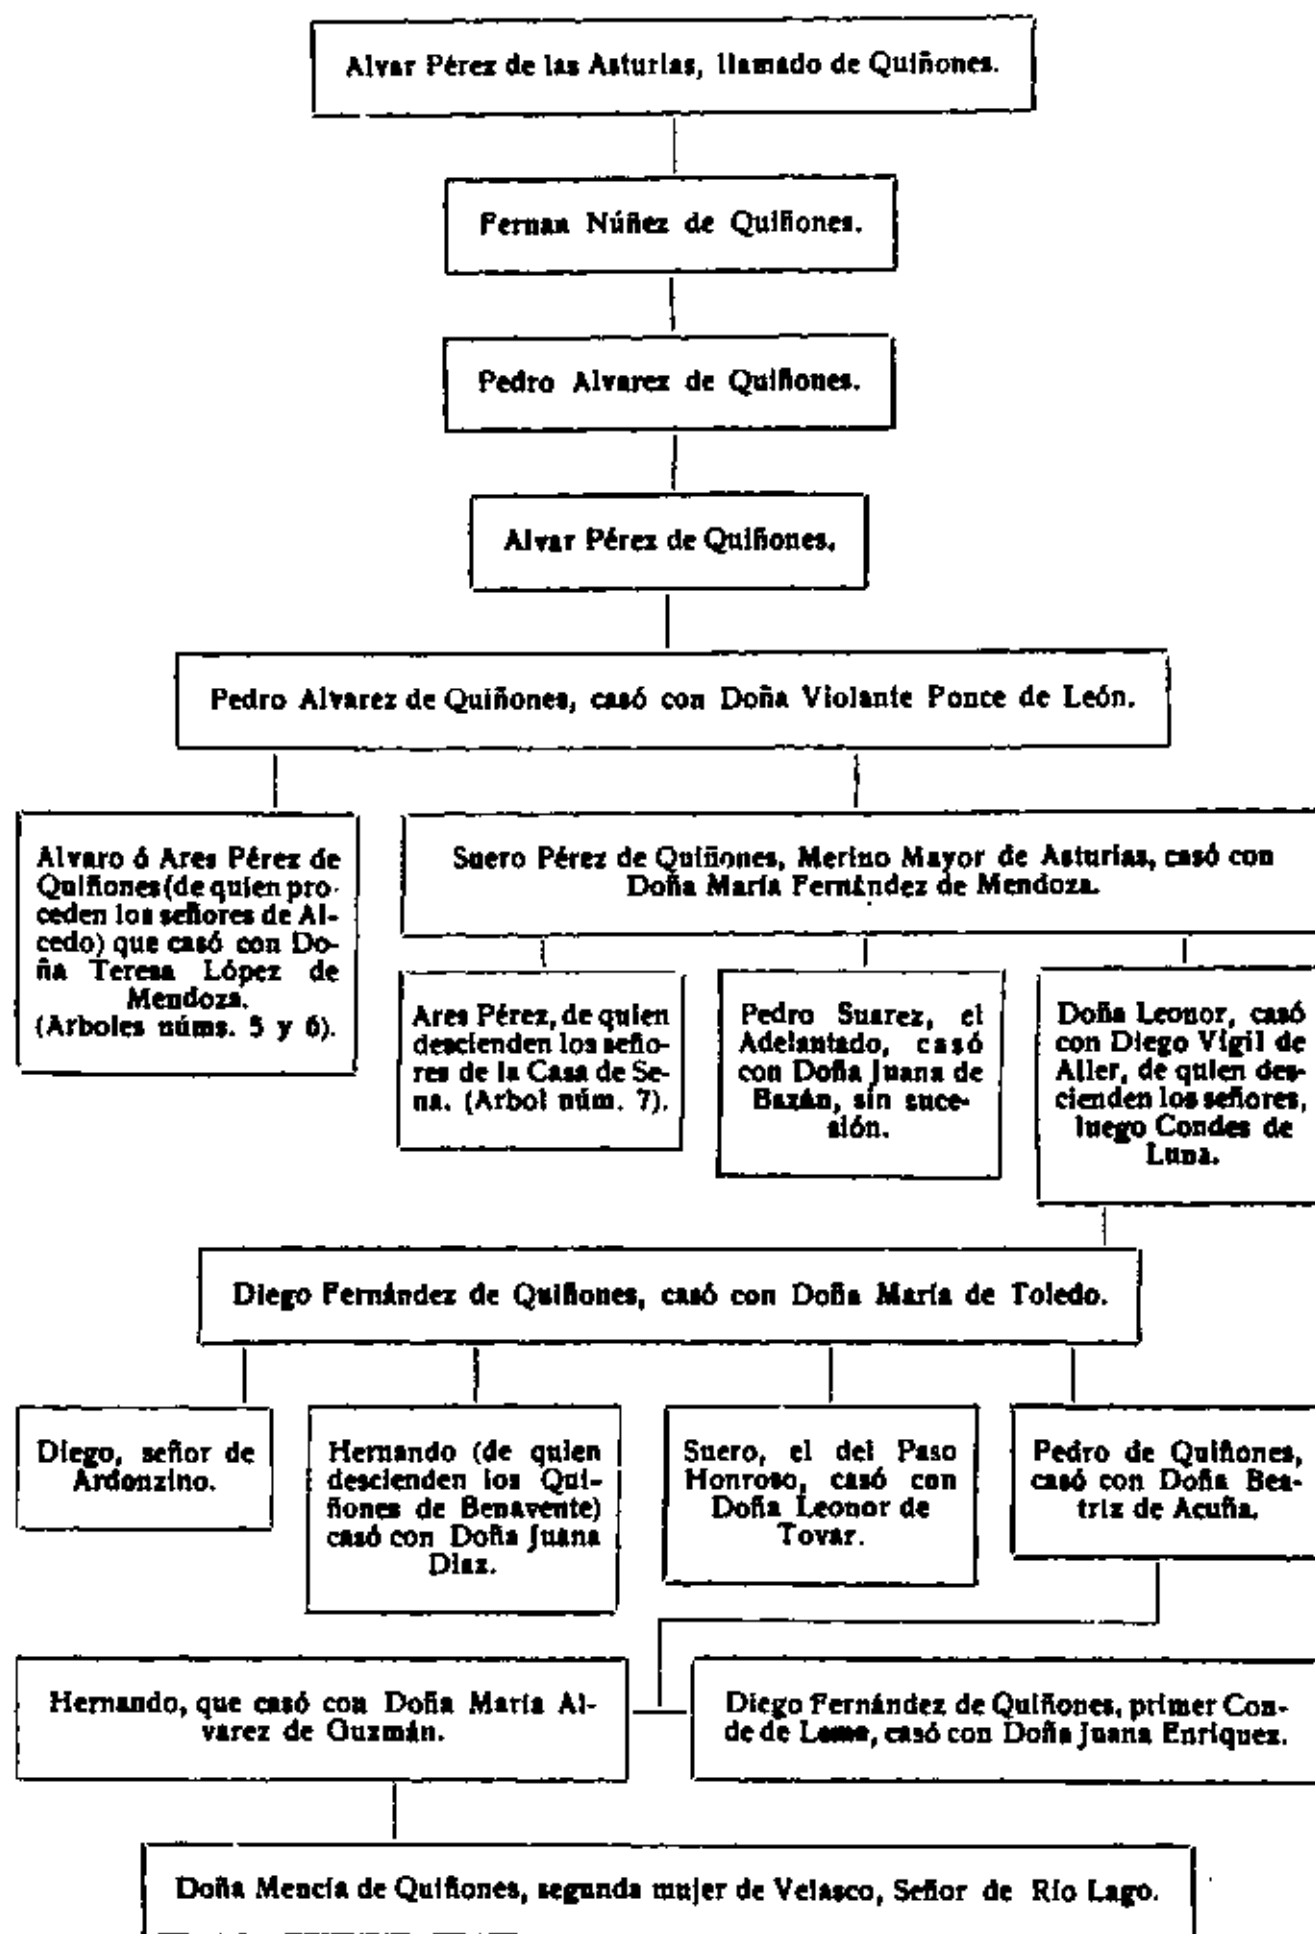 Alvar Pérez de las Asturias, llamado de Quiñones.
Fernan Núñez de Quiñones.
Pedro Alvarez de Quiñones.
Alvar Pérez de Quiñones.
Pedro Alvarez de Quiñones, casó con Doña Violante Ponce de León.
Alvaro ó Ares Pérez de
Quiñones (de quien pro-
ceden los señores de Al-
cedo) que casó con Do-
ña Teresa López de
Mendoza.
(Arboles núms. 5 y 6).
Suero Pérez de Quiñones, Merino Mayor de Asturias, casó con
Doña María Fernández de Mendoza.
Ares Pérez, de quien
descienden los seño-
res de la Casa de Se-
na. (Arbol núm. 7).
Pedro Suarez, el
Adelantado, casó
con Doña Juana de
Bazán, sin suce-
sión.
Doña Leonor, casó
con Diego Vigil de
Aller, de quien des-
cienden los señores,
luego Condes de
Luna.
Diego Fernández de Quiñones, casó con Doña María de Toledo.
Diego, señor de
Ardonzino.
Hernando (de quien
descienden los Qui-
ñones de Benavente)
casó con Doña Juana
Diaz.
Suero, el del Paso
Honroso, casó con
Doña Leonor de
Tovar.
Pedro de Quiñones,
casó con Doña Bea-
triz de Acuña.
Hernando, que casó con Doña María Al-
varez de Guzmán.
Diego Fernández de Quiñones, primer Con-
de de casó con Doña Juana Enriquez.
Doña Mencía de Quiñones, segunda mujer de Velasco, Señor de Río Lago.